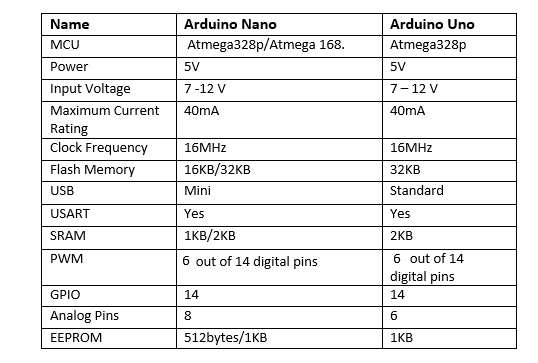 Name Arduino Nano Arduino Uno
MCU Atmega328p/Atmega 168. Atmega328p
Power 5V 5V
Input Voltage 7 -12 V 7 – 12 V
Maximum Current Rating 40mA 40mA
Clock Frequency 16MHz 16MHz
Flash Memory 16KB/32KB 32KB
USB Mini Standard
USART Yes Yes
SRAM 1KB/2KB 2KB
PWM 6 out of 14 digital pins 6 out of 14 digital pins
GPIO 14 14
Analog Pins 8 6
EEPROM 512bytes/1KB 1KB